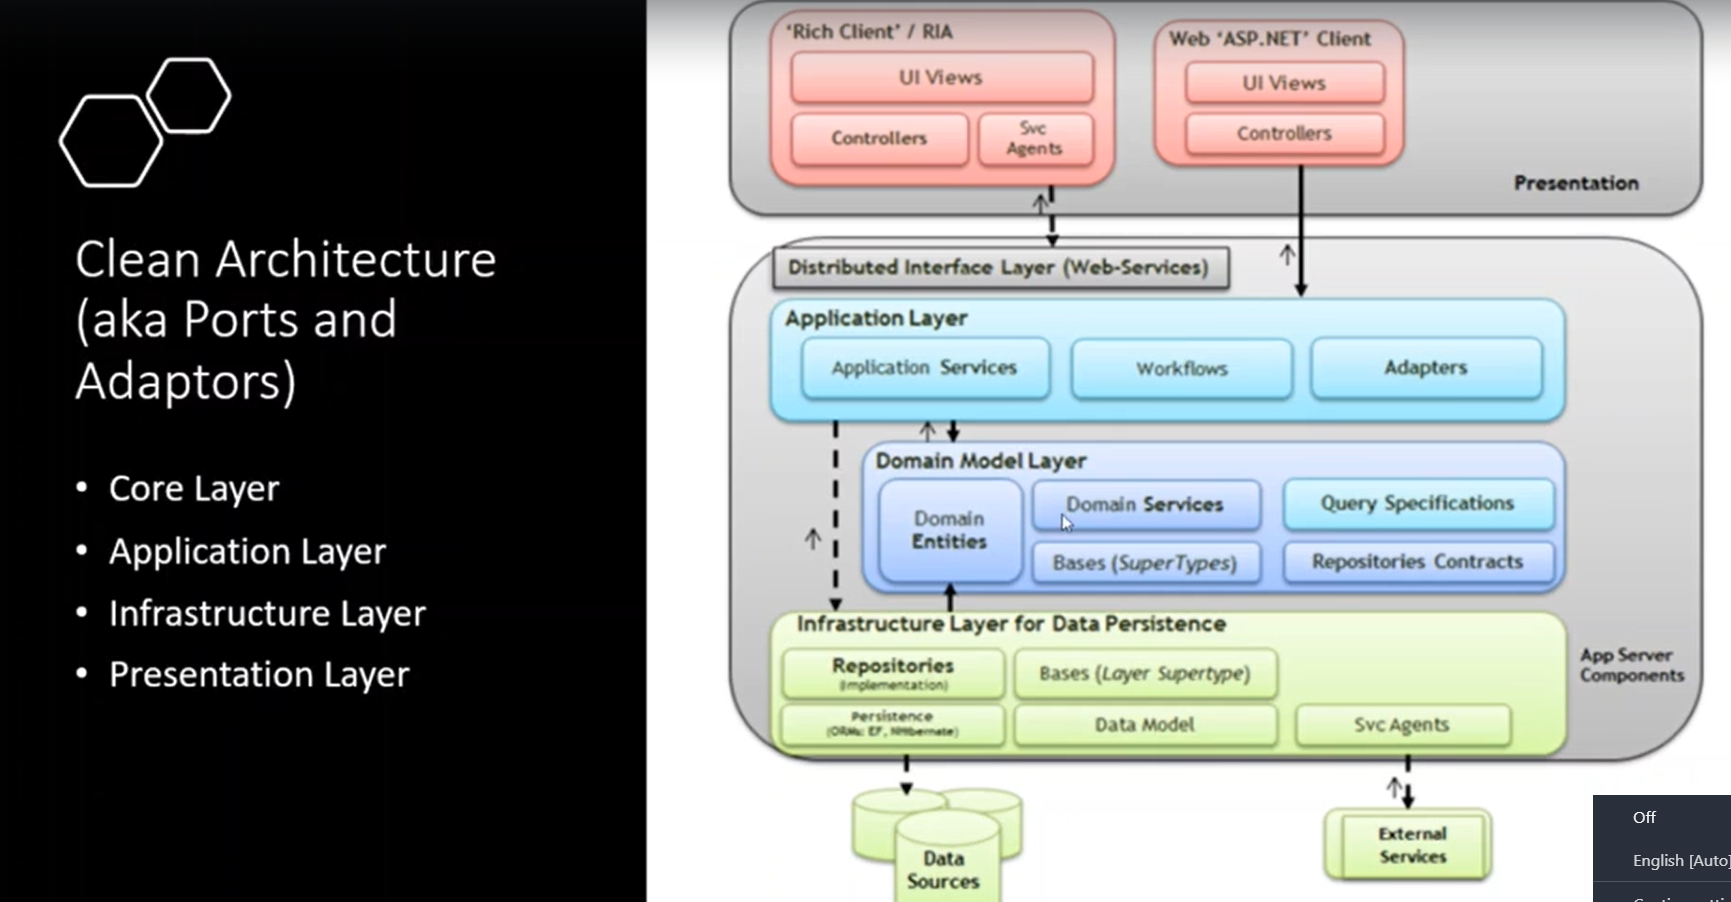 Clean Architecture
(aka Ports and
Adaptors)
• Core Layer
• Application Layer
• Infrastructure Layer
• Presentation Layer
'Rich Client' / RIA
UI Views
Controllers
Svc
Agents
Web 'ASP.NET' Client
UI Views
Controllers
Presentation
Distributed Interface Layer (Web-Services)
Application Layer
Application Services
Workflows
Adapters
Domain Model Layer
Domain
Entities
Domain Services
Query Specifications
Bases (SuperTypes)
Repositories Contracts
Infrastructure Layer for Data Persistence
Repositories
(Implementation)
Bases (Layer Supertype)
Persistence
(ORMs: EF, NHibernate)
Data Model
Svc Agents
App Server
Components
Data
Sources
External
Services
Off
English [Auto]